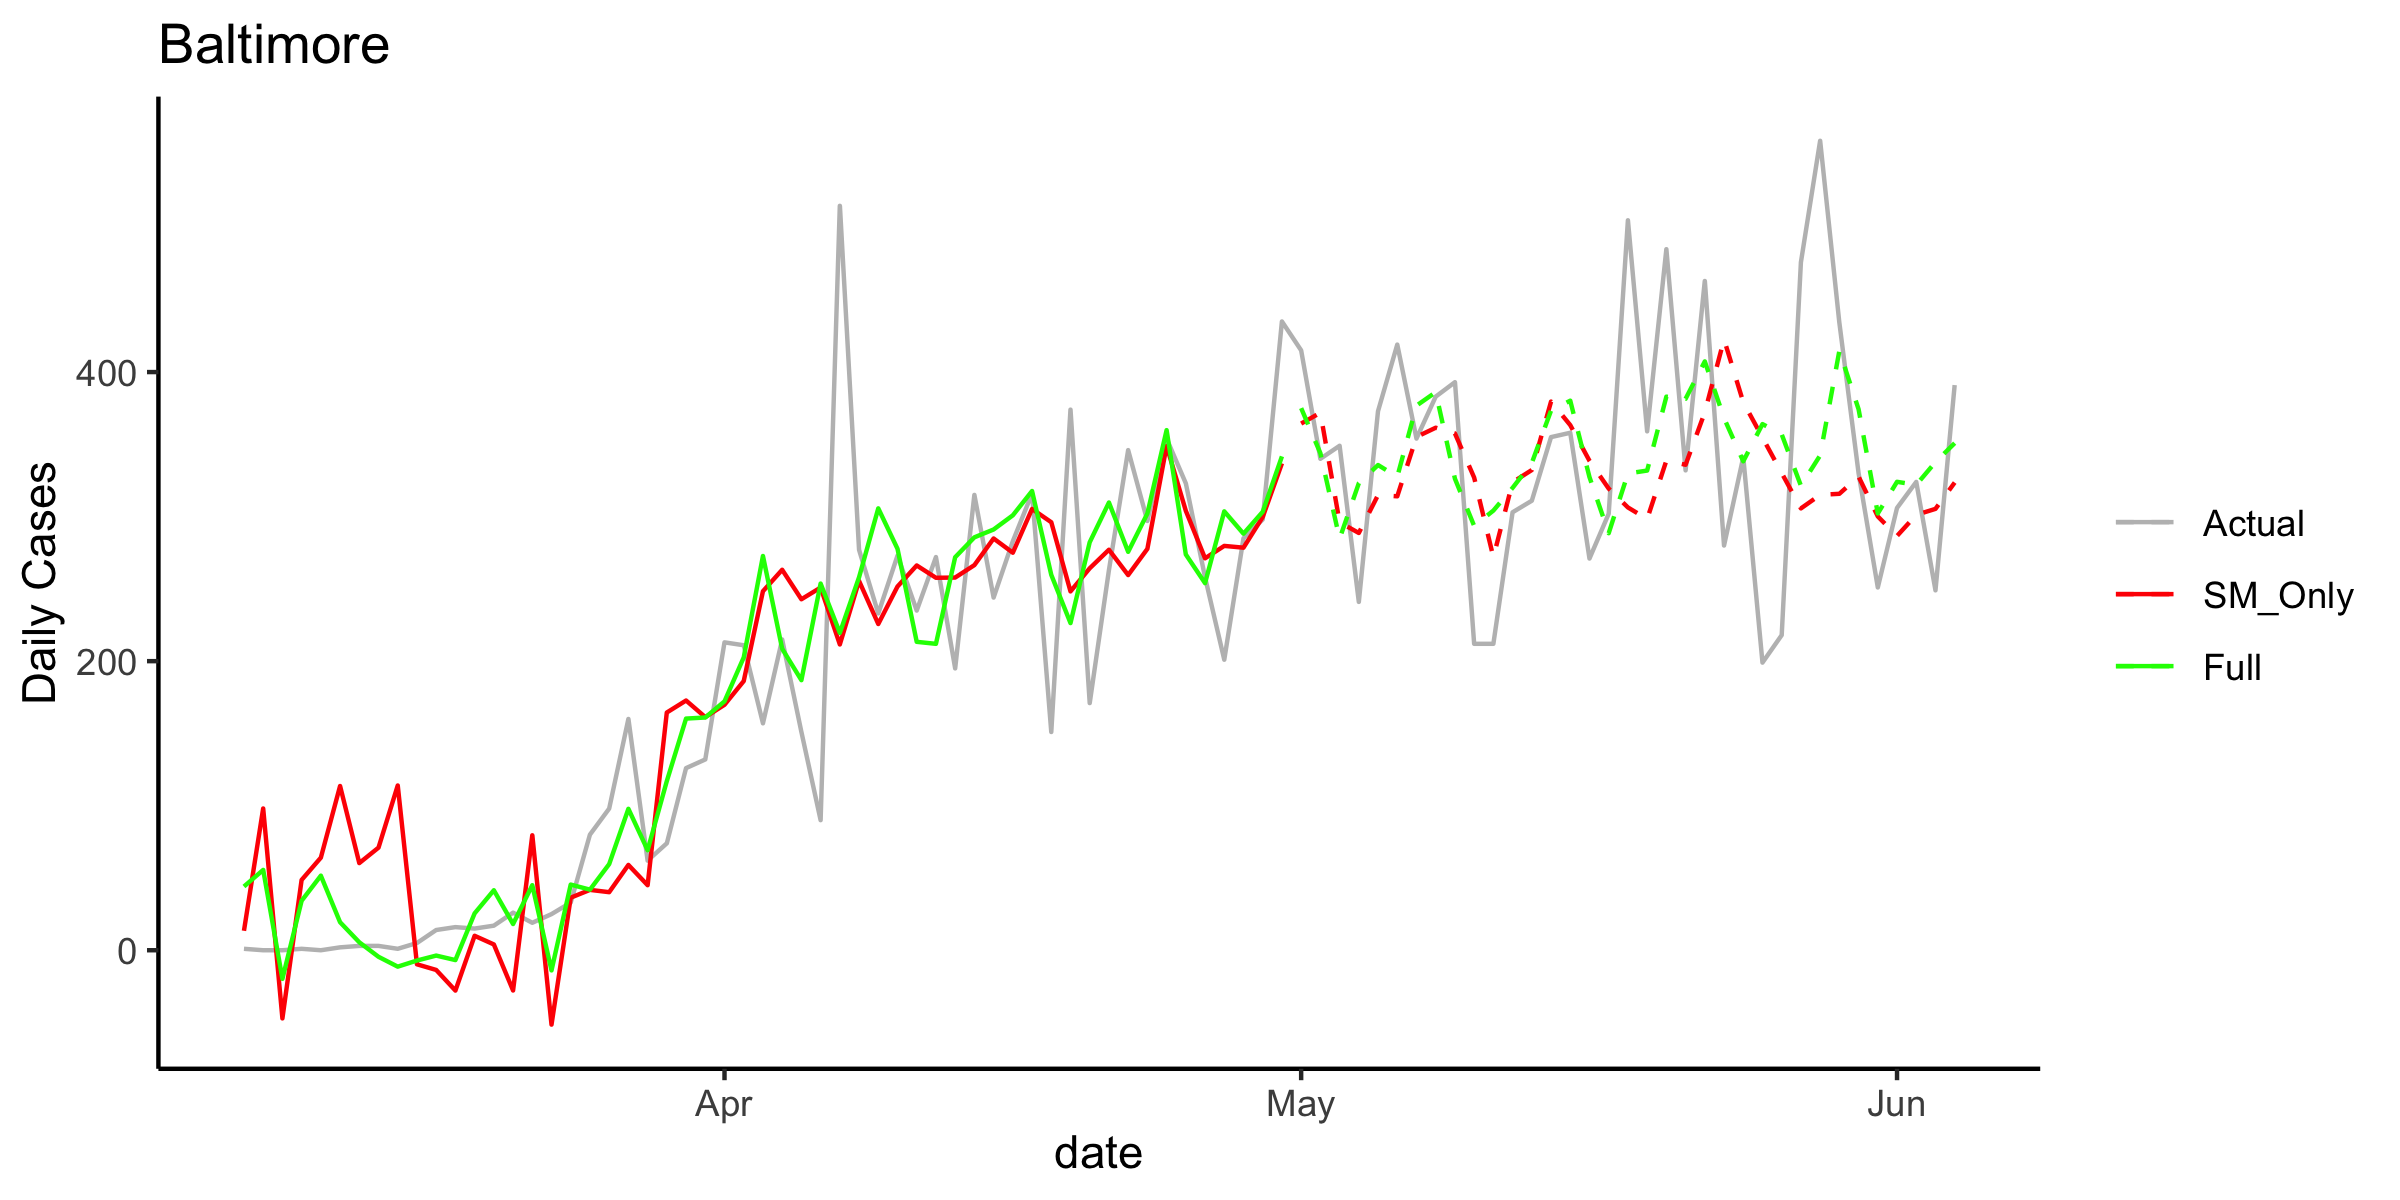 Baltimore
Daily Cases
400
200
0
Apr
May
Jun
date
Actual
SM_Only
Full